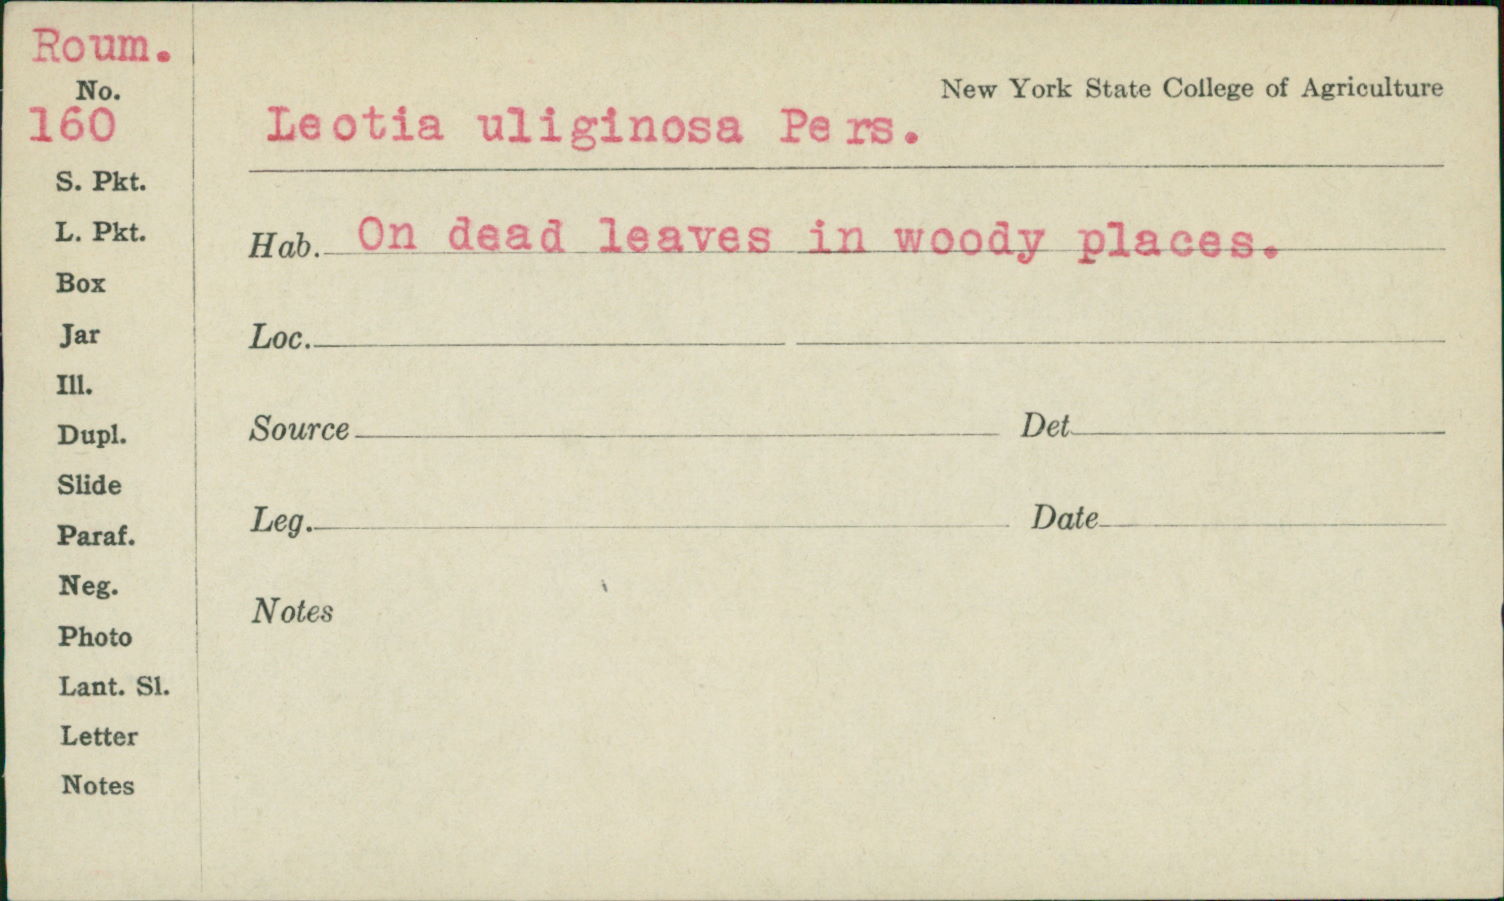 Roum.
No.
160
S. Pkt.
L. Pkt.
Box
Jar
Ill.
Dupl.
Slide
Paraf.
Neg.
Photo
Lant. Sl.
Letter
Notes
New York State College of Agriculture
Leotia uliginosa Pers.
Hab. On dead leaves in woody places.
Loc.
Source Det
Leg. Date
Notes